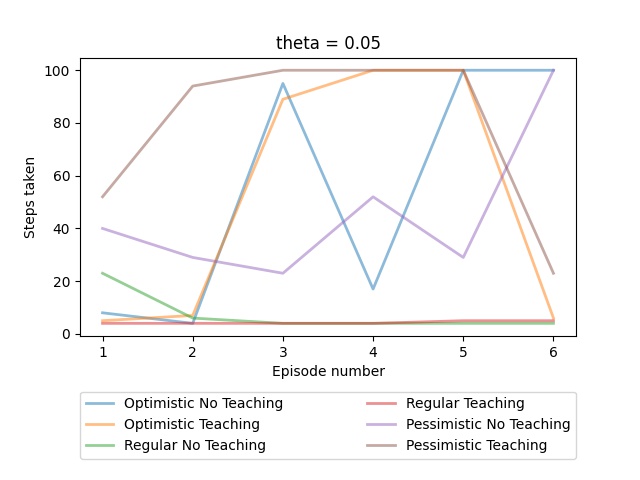 theta = 0.05
100
80
60
40
20
0
Steps taken
1 2 3 4 5 6
Episode number
Optimistic No Teaching
Optimistic Teaching
Regular No Teaching
Regular Teaching
Pessimistic No Teaching
Pessimistic Teaching